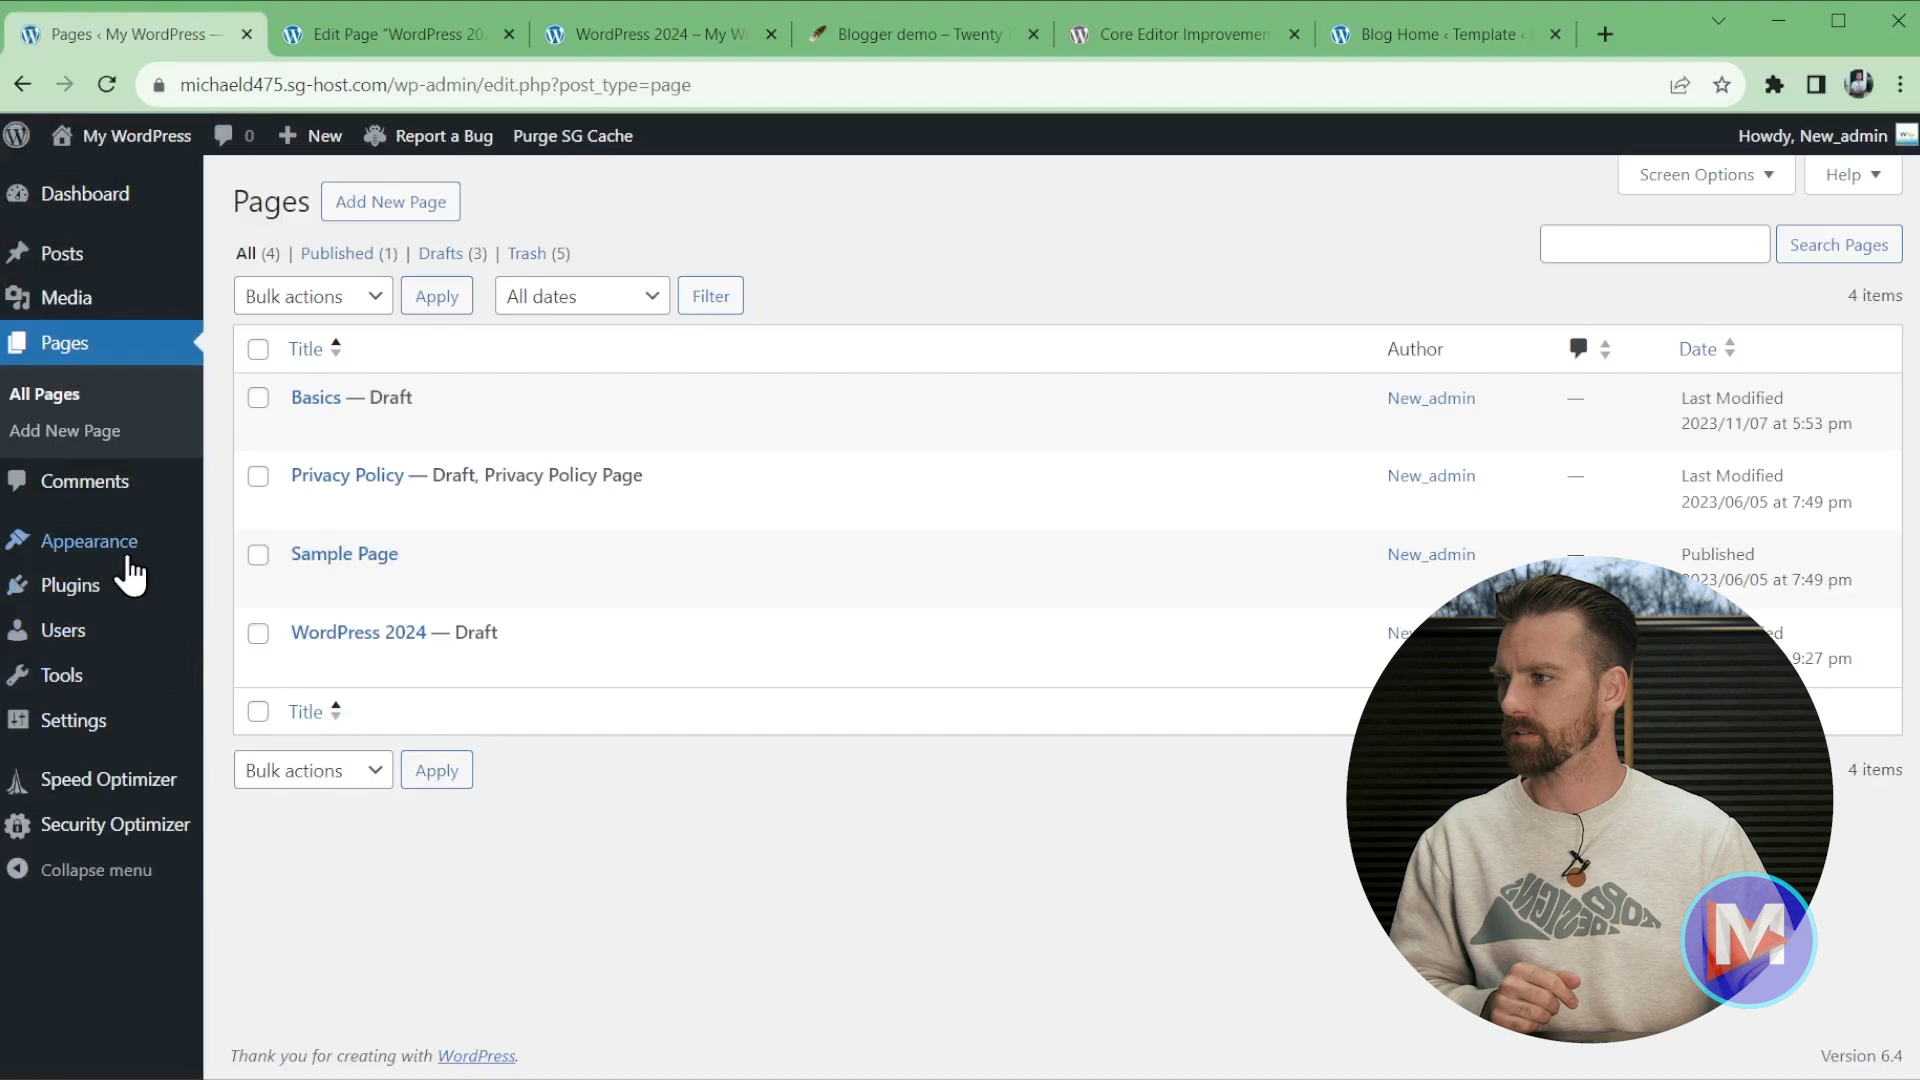 Pages ‹ My WordPress —
Edit Page “WordPress 20
WordPress 2024 – My W
Blogger demo – Twenty
Core Editor Improvemen
Blog Home ‹ Template ‹
michaeld475.sg-host.com/wp-admin/edit.php?post_type=page
My WordPress 0 New Report a Bug Purge SG Cache Howdy, New_admin
Dashboard
Posts
Media
Pages
All Pages
Add New Page
Comments
Appearance
Plugins
Users
Tools
Settings
Speed Optimizer
Security Optimizer
Collapse menu
Screen Options Help
Pages Add New Page
All (4) | Published (1) | Drafts (3) | Trash (5)
Search Pages
Bulk actions Apply All dates Filter 4 items
Title Author Date
Basics — Draft New_admin — Last Modified
2023/11/07 at 5:53 pm
Privacy Policy — Draft, Privacy Policy Page New_admin — Last Modified
2023/06/05 at 7:49 pm
Sample Page New_admin — Published
2023/06/05 at 7:49 pm
WordPress 2024 — Draft
9:27 pm
Title
Bulk actions Apply 4 items
M
Thank you for creating with WordPress. Version 6.4